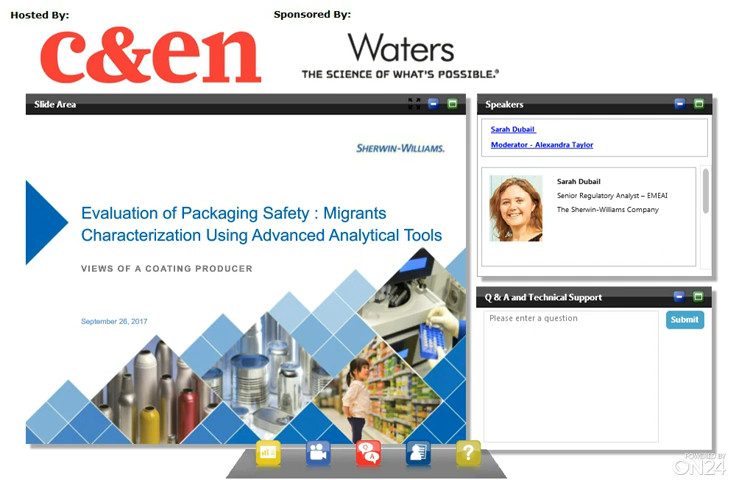 Hosted By:
Sponsored By:
c&en
Waters
THE SCIENCE OF WHAT'S POSSIBLE.®
Slide Area
Speakers
SHERWIN-WILLIAMS.
Evaluation of Packaging Safety : Migrants
Characterization Using Advanced Analytical Tools
VIEWS OF A COATING PRODUCER
September 26, 2017
Sarah Dubail
Moderator - Alexandra Taylor
Sarah Dubail
Senior Regulatory Analyst – EMEAI
The Sherwin-Williams Company
Q & A and Technical Support
Please enter a question
Submit
Q
A
?
POWERED BY
ON24